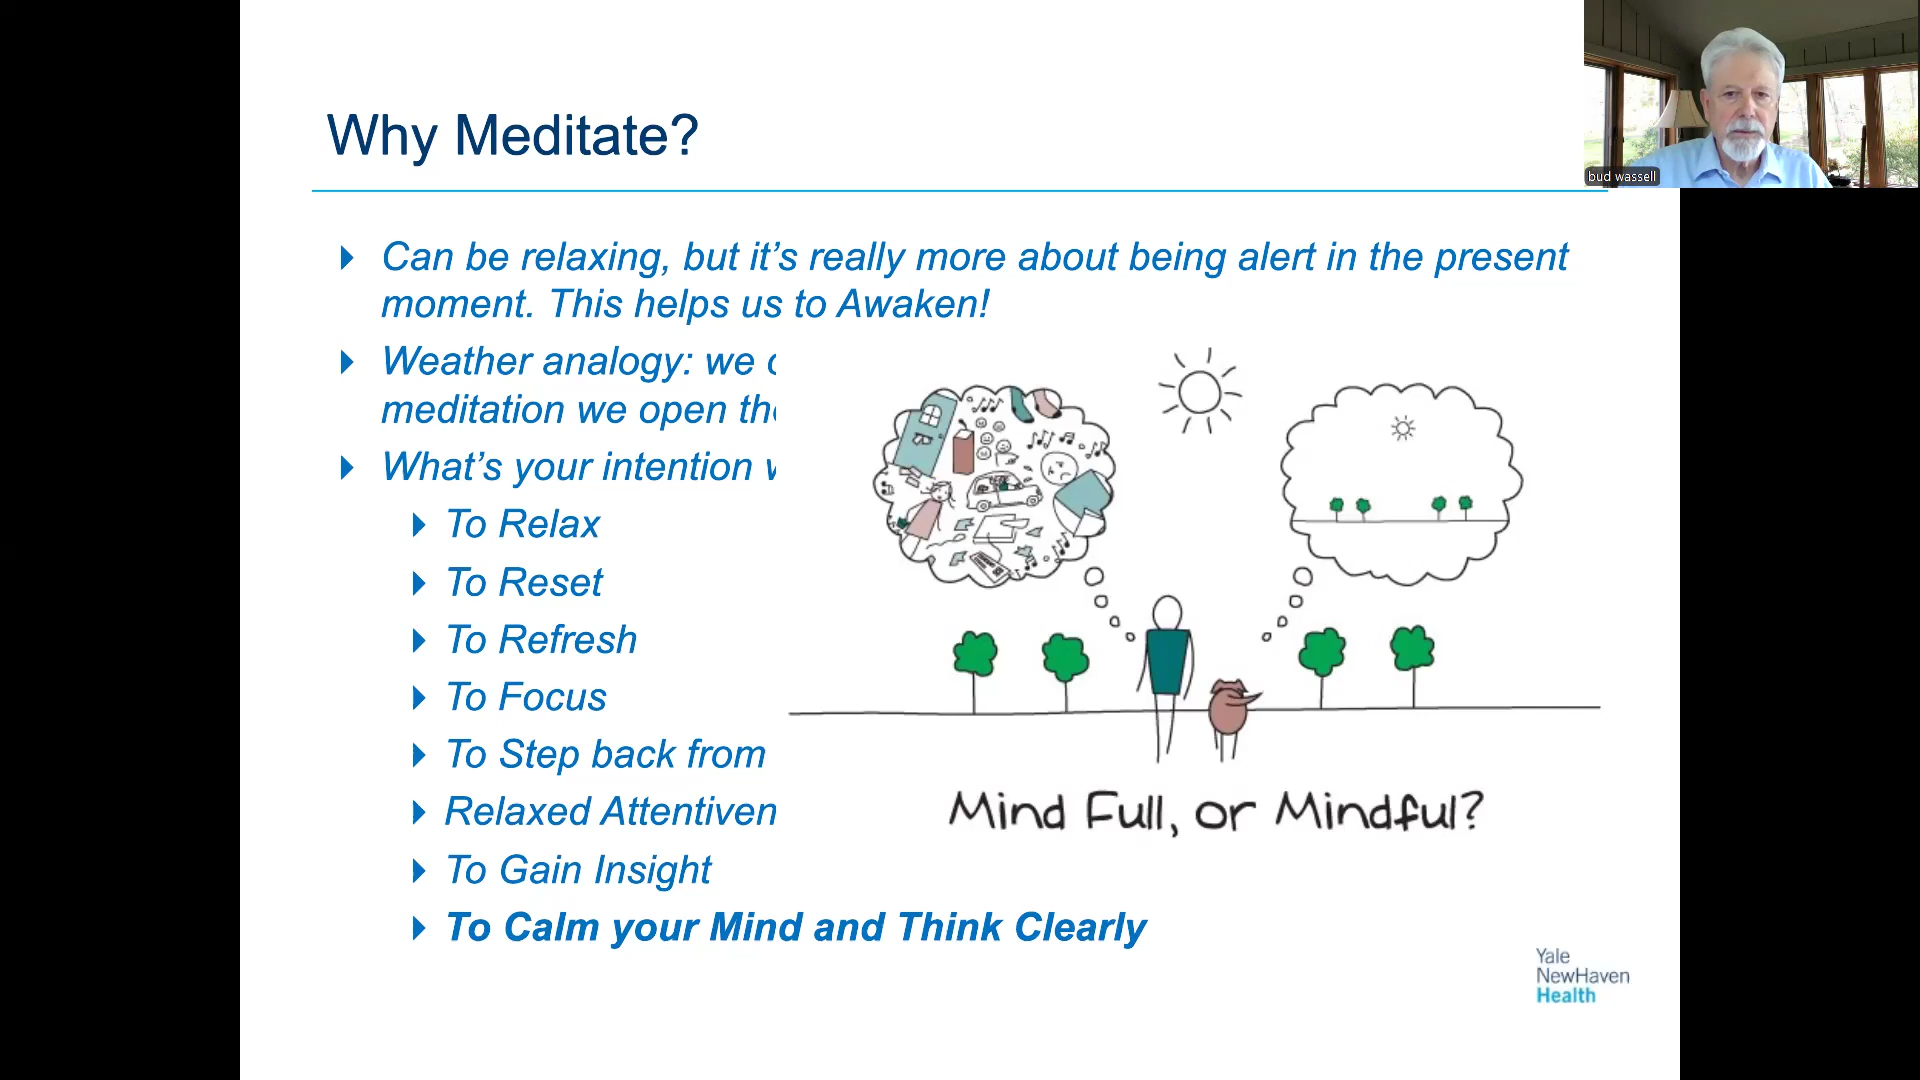 Why Meditate?
bud wassell
Can be relaxing, but it’s really more about being alert in the present
moment. This helps us to Awaken!
Weather analogy: we
meditation we open
What’s your intention
To Relax
To Reset
To Refresh
To Focus
To Step back from
Relaxed
To Gain Insight
To Calm your Mind and Think Clearly
Mind Full, or Mindful?
Yale
NewHaven
Health